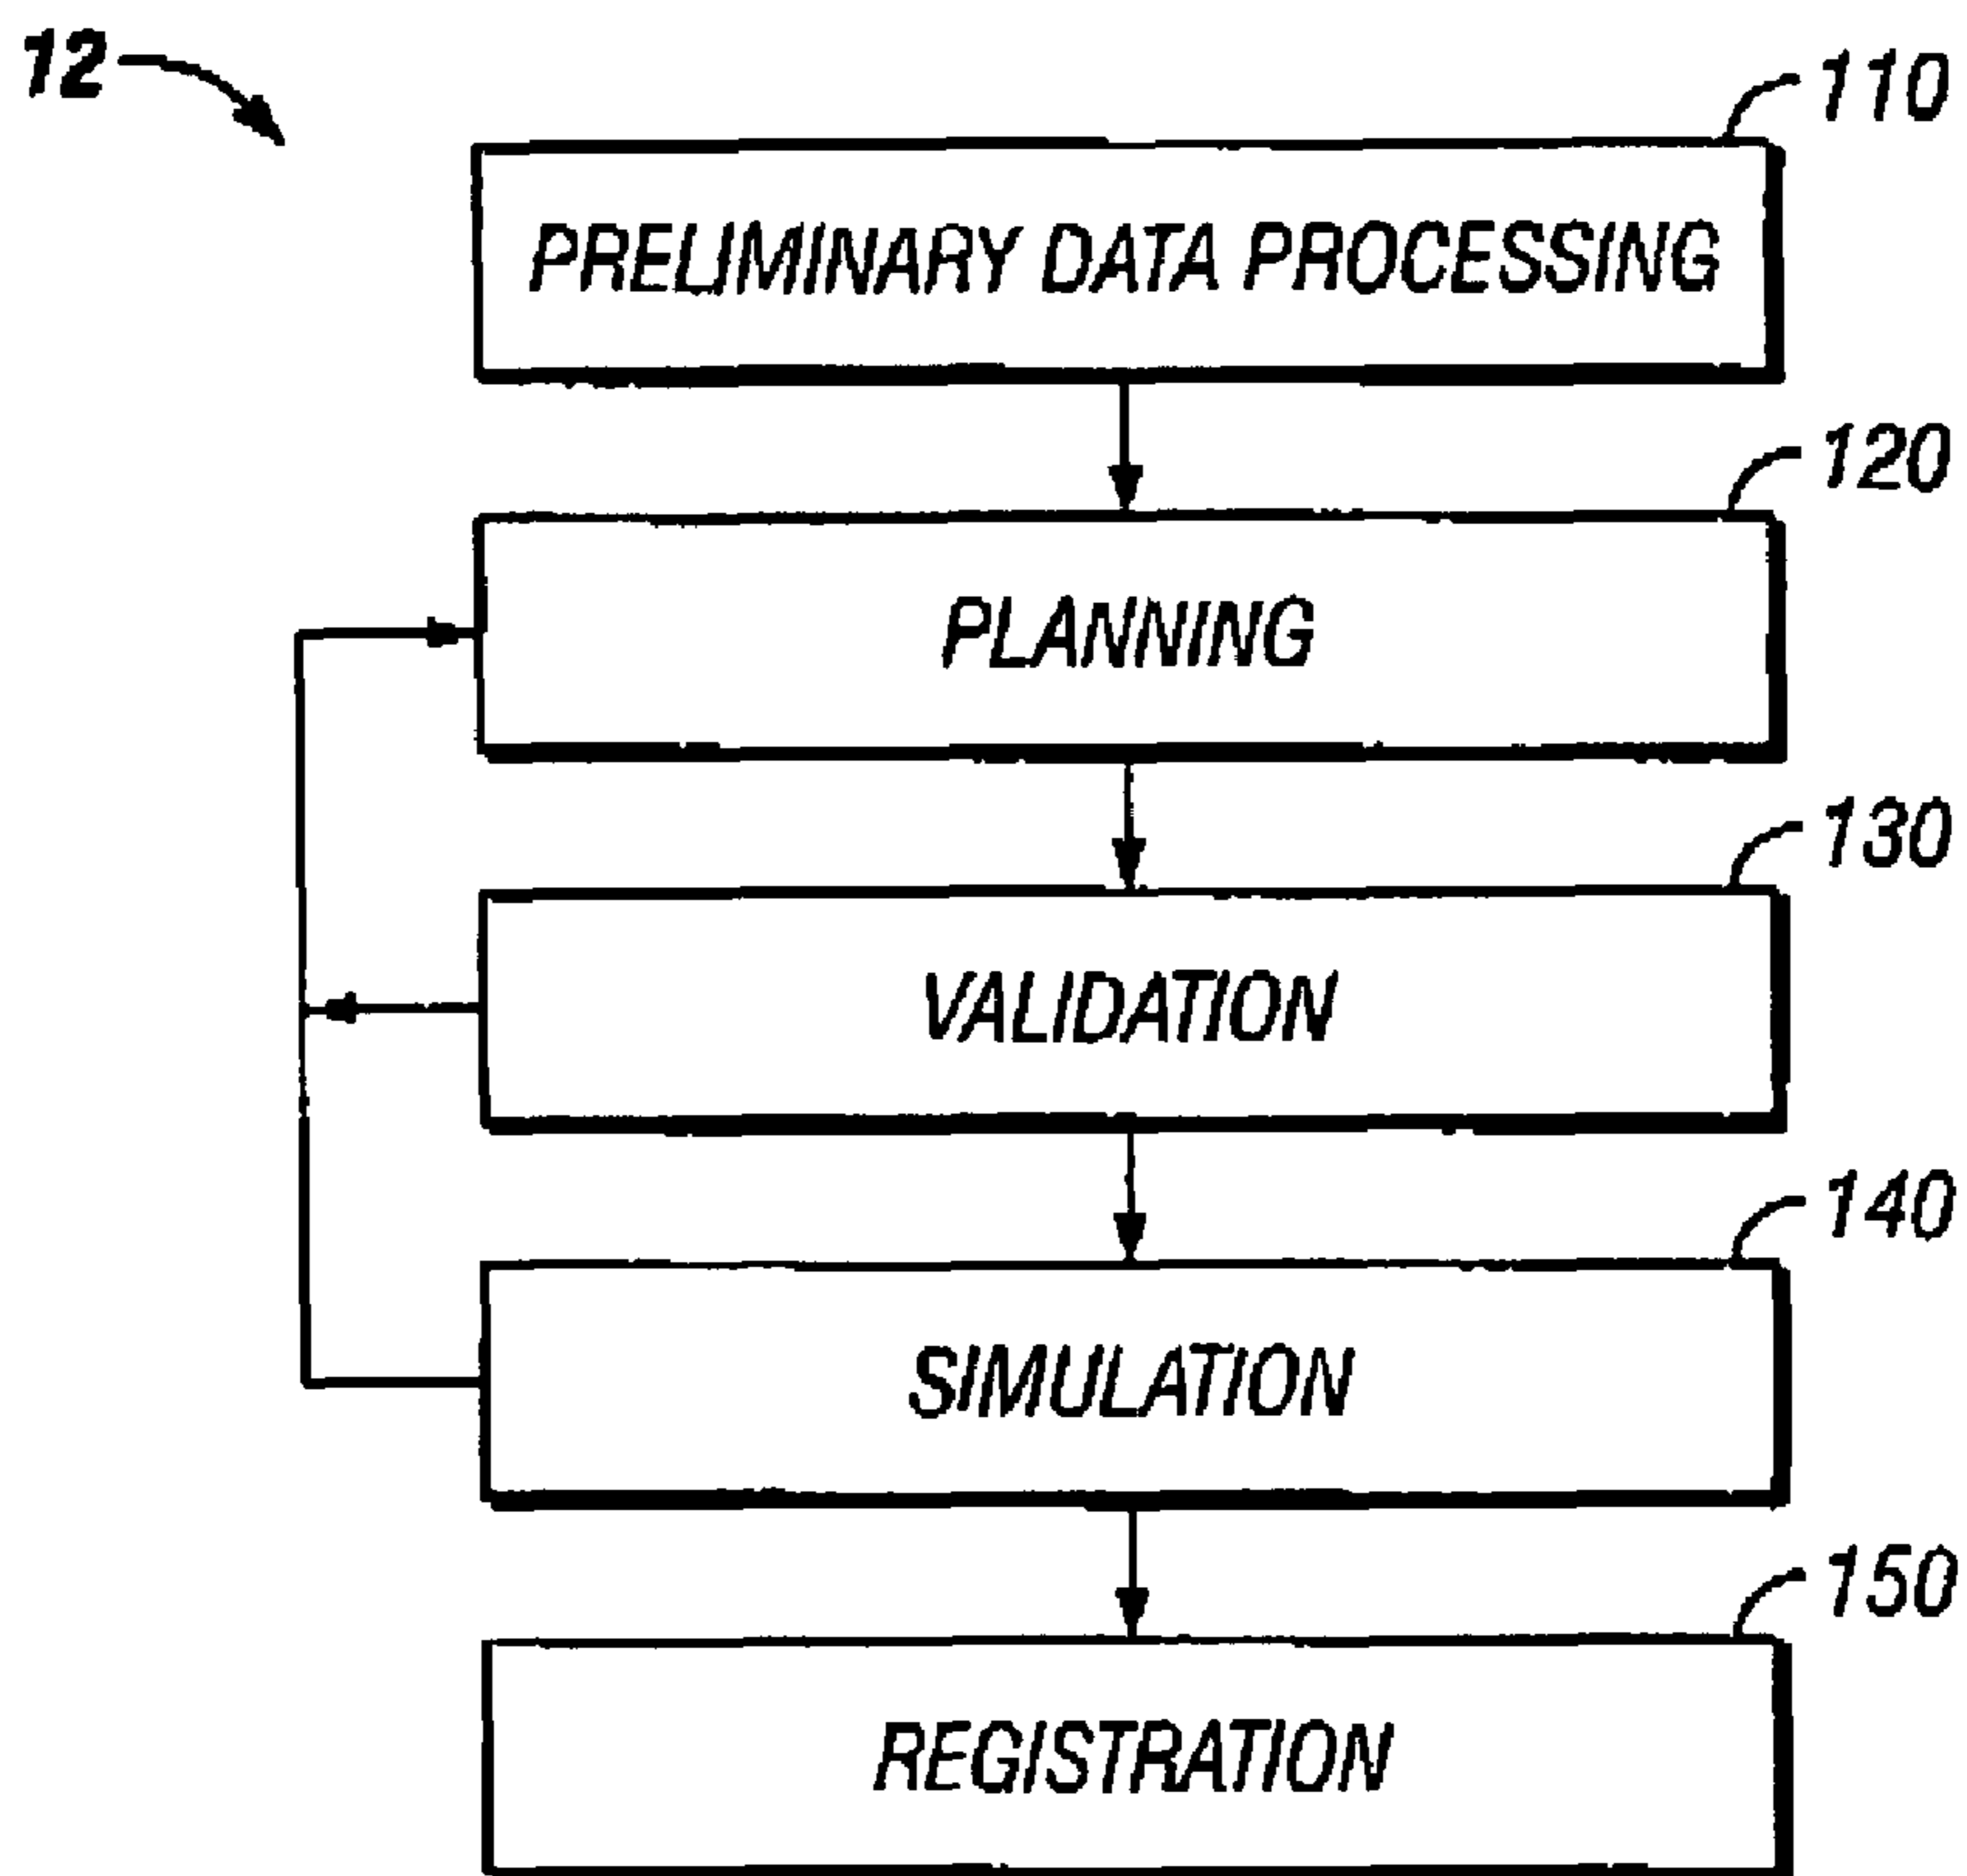 12
110
PRELIMINARY DATA PROCESSING
120
PLANNING
130
VALIDATION
140
SIMULATION
150
REGISTRATION